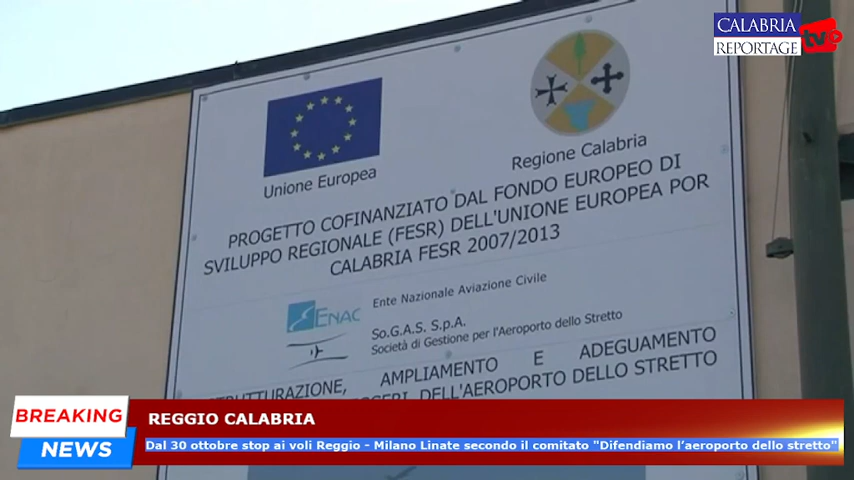 CALABRIA
REPORTAGE tv
Unione Europea
Regione Calabria
PROGETTO COFINANZIATO DAL FONDO EUROPEO DI
SVILUPPO REGIONALE (FESR) DELL'UNIONE EUROPEA POR
CALABRIA FESR 2007/2013
ENAC
Ente Nazionale Aviazione Civile
So.G.A.S. S.p.A.
Società di Gestione per l'Aeroporto dello Stretto
AMPLIAMENTO E ADEGUAMENTO
DELL'AEROPORTO DELLO STRETTO
BREAKING
NEWS
REGGIO CALABRIA
Dal 30 ottobre stop ai voli Reggio - Milano Linate secondo il comitato "Difendiamo l'aeroporto dello stretto"